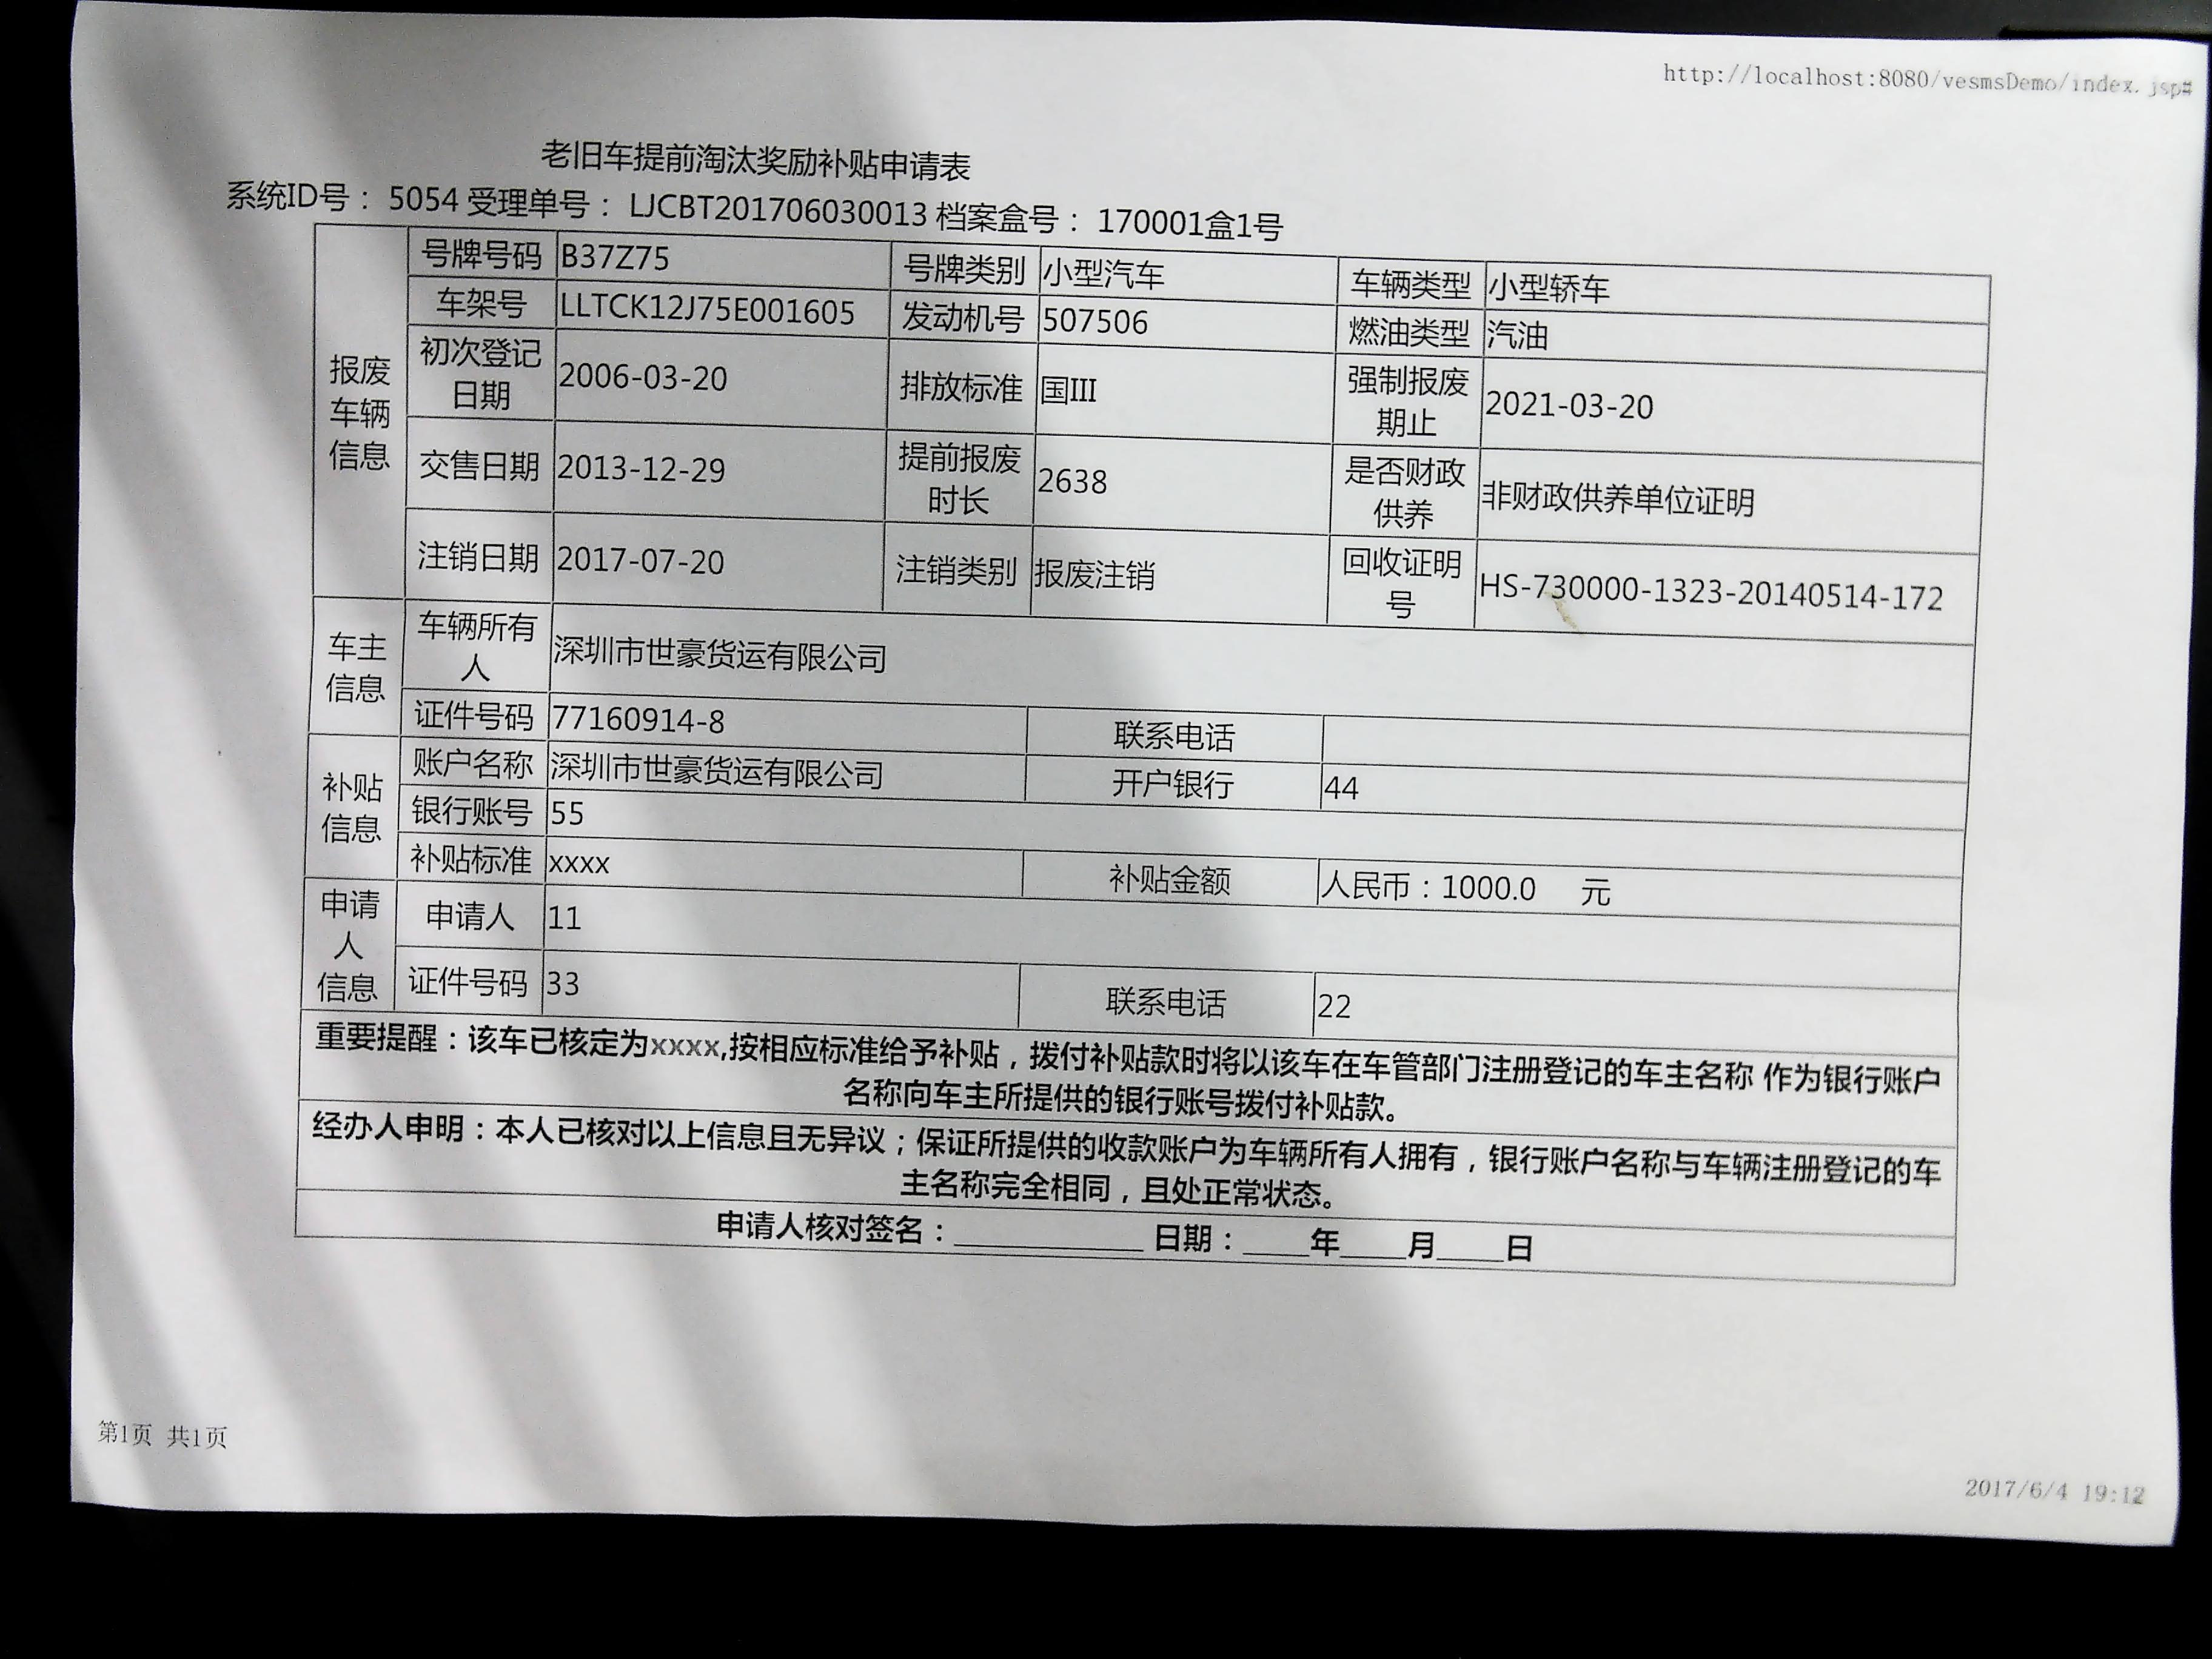 http://localhost:8080/vesmsDemo/index.jsp#
老旧车提前淘汰奖励补贴申请表
系统ID号： 5054 受理单号： LJCBT201706030013 档案盒号： 170001盒1号
报废车辆信息
号牌号码 B37Z75 号牌类别 小型汽车 车辆类型 小型轿车
车架号 LLTCK12J75E001605 发动机号 507506 燃油类型 汽油
初次登记日期 2006-03-20 排放标准 国III 强制报废期止 2021-03-20
交售日期 2013-12-29 提前报废时长 2638 是否财政供养 非财政供养单位证明
注销日期 2017-07-20 注销类别 报废注销 回收证明号 HS-730000-1323-20140514-172
车主信息
车辆所有人 深圳市世豪货运有限公司
证件号码 77160914-8 联系电话
补贴信息
账户名称 深圳市世豪货运有限公司 开户银行 44
银行账号 55
补贴标准 xxxx 补贴金额 人民币：1000.0 元
申请人信息
申请人 11
证件号码 33 联系电话 22
重要提醒：该车已核定为xxxx,按相应标准给予补贴，拨付补贴款时将以该车在车管部门注册登记的车主名称 作为银行账户
名称向车主所提供的银行账号拨付补贴款。
经办人申明：本人已核对以上信息且无异议；保证所提供的收款账户为车辆所有人拥有，银行账户名称与车辆注册登记的车
主名称完全相同，且处正常状态。
申请人核对签名：____________ 日期：____年____月____日
第1页 共1页
2017/6/4 19:12